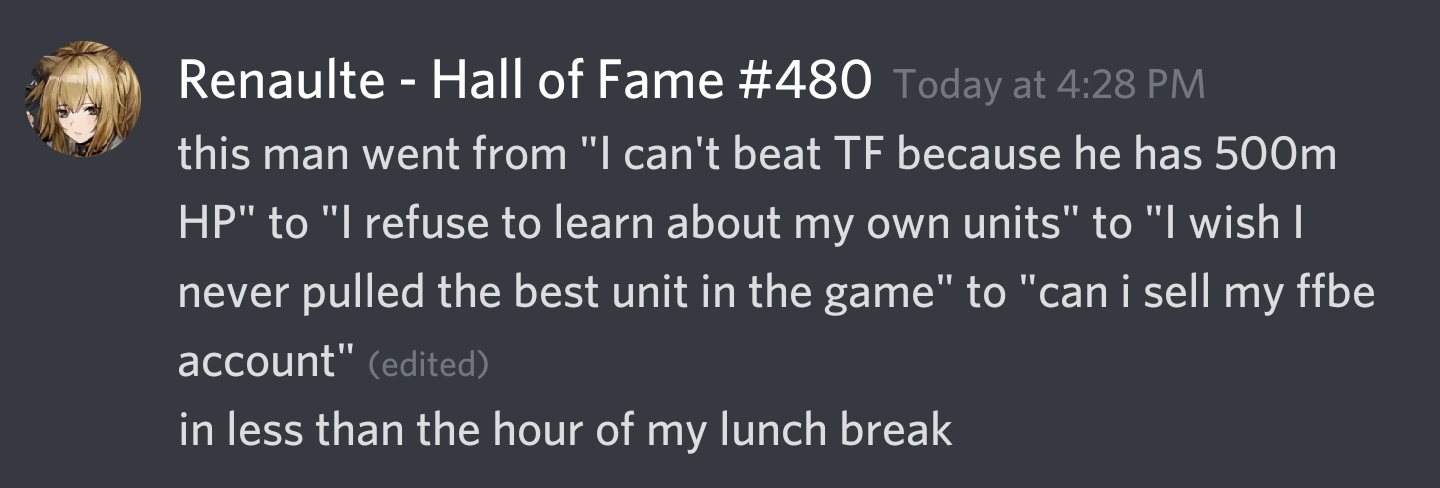 Renaulte - Hall of Fame #480 Today at 4:28 PM
this man went from "I can't beat TF because he has 500m
HP" to "I refuse to learn about my own units" to "I wish I
never pulled the best unit in the game" to "can i sell my ffbe
account" (edited)
in less than the hour of my lunch break